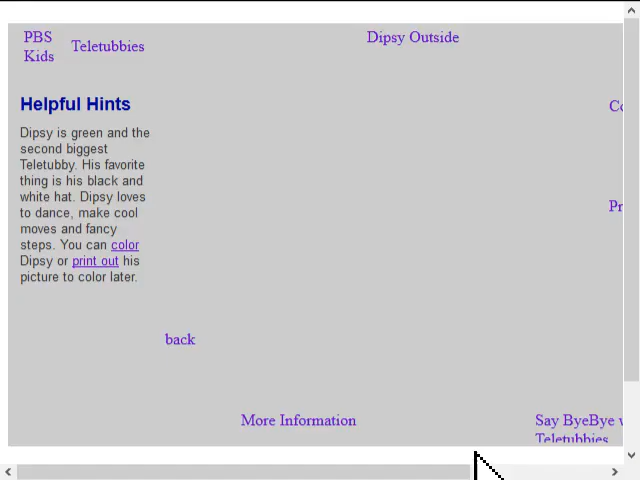 PBS
Kids
Teletubbies
Dipsy Outside
Helpful Hints
Dipsy is green and the
second biggest
Teletubby. His favorite
thing is his black and
white hat. Dipsy loves
to dance, make cool
moves and fancy
steps. You can color
Dipsy or print out his
picture to color later.
back
More Information
Say ByeBye
Teletubbies